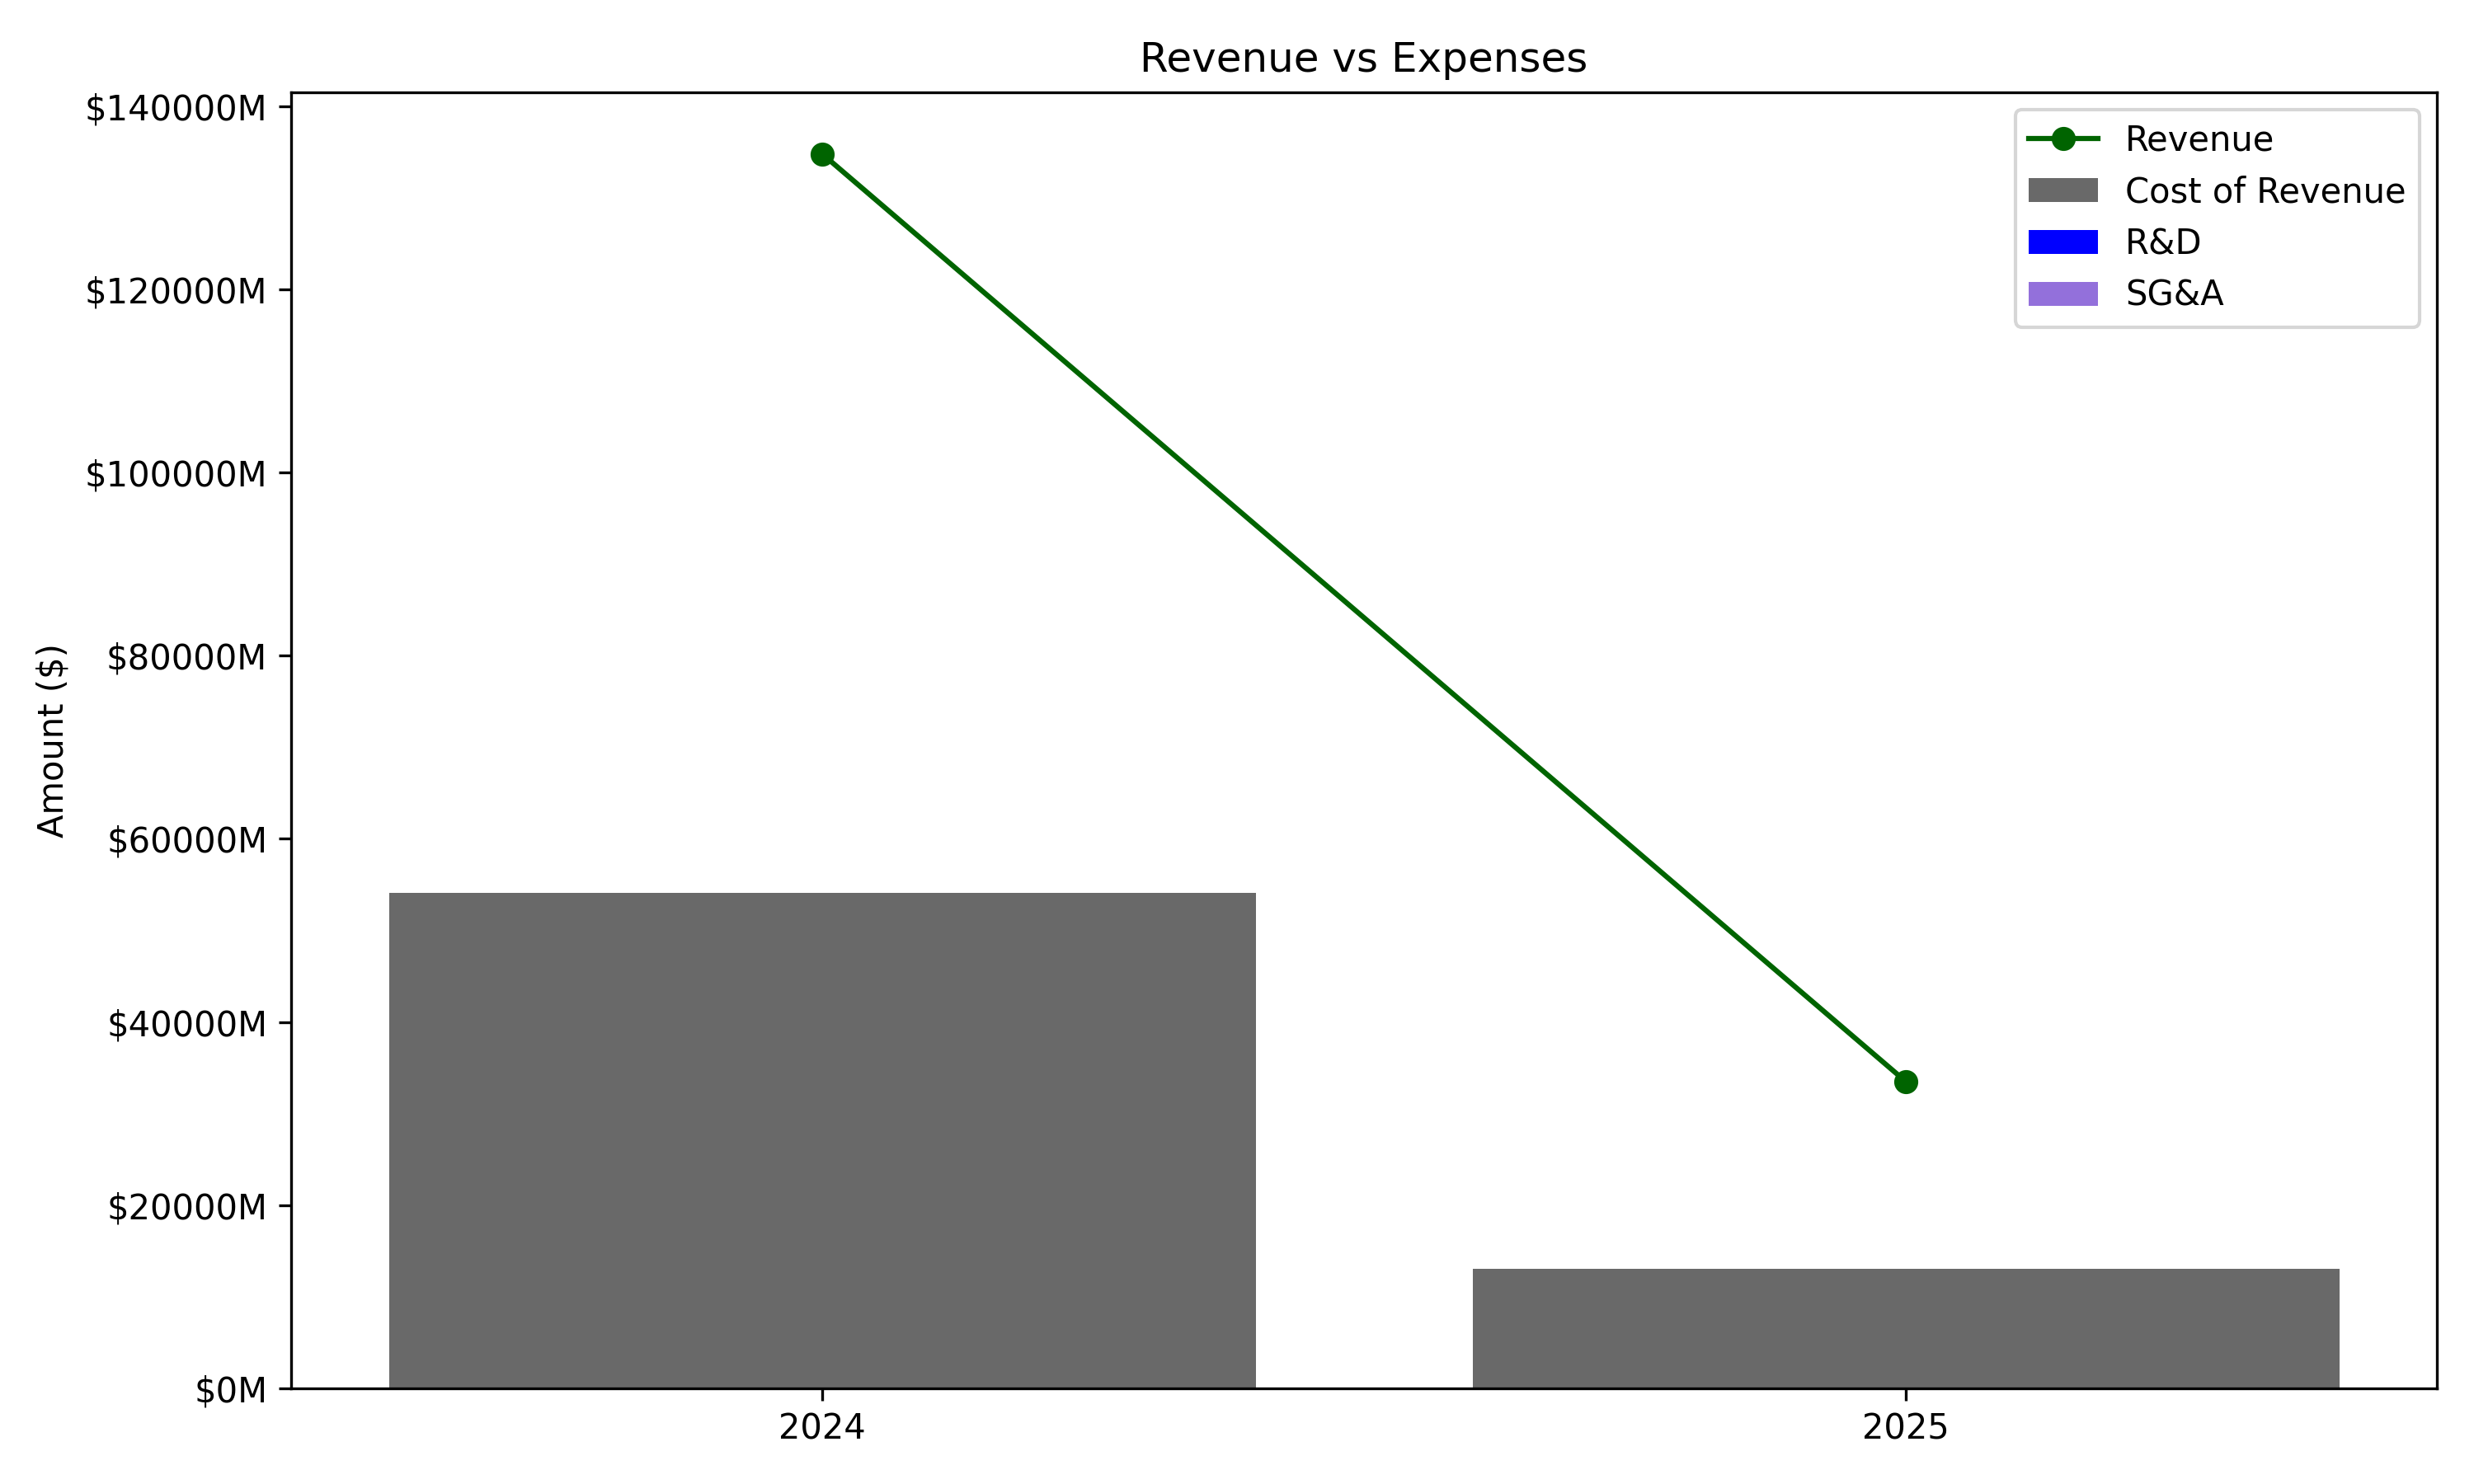 Revenue vs Expenses
$140000M
$120000M
$100000M
$80000M
$60000M
$40000M
$20000M
$0M
Amount ($)
Revenue
Cost of Revenue
R&D
SG&A
2024
2025